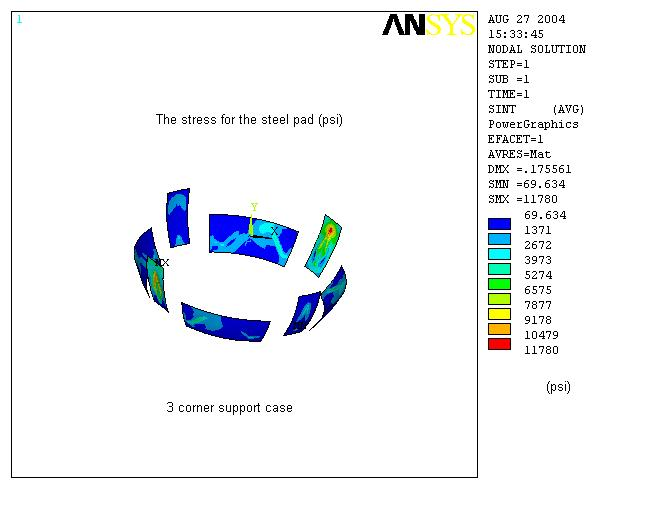 1
ANSYS
AUG 27 2004
15:33:45
NODAL SOLUTION
STEP=1
SUB =1
TIME=1
SINT (AVG)
PowerGraphics
EFACET=1
AVRES=Mat
DMX =.175561
SMN =69.634
SMX =11780
69.634
1371
2672
3973
5274
6575
7877
9178
10479
11780
(psi)
The stress for the steel pad (psi)
Y
X
MX
3 corner support case